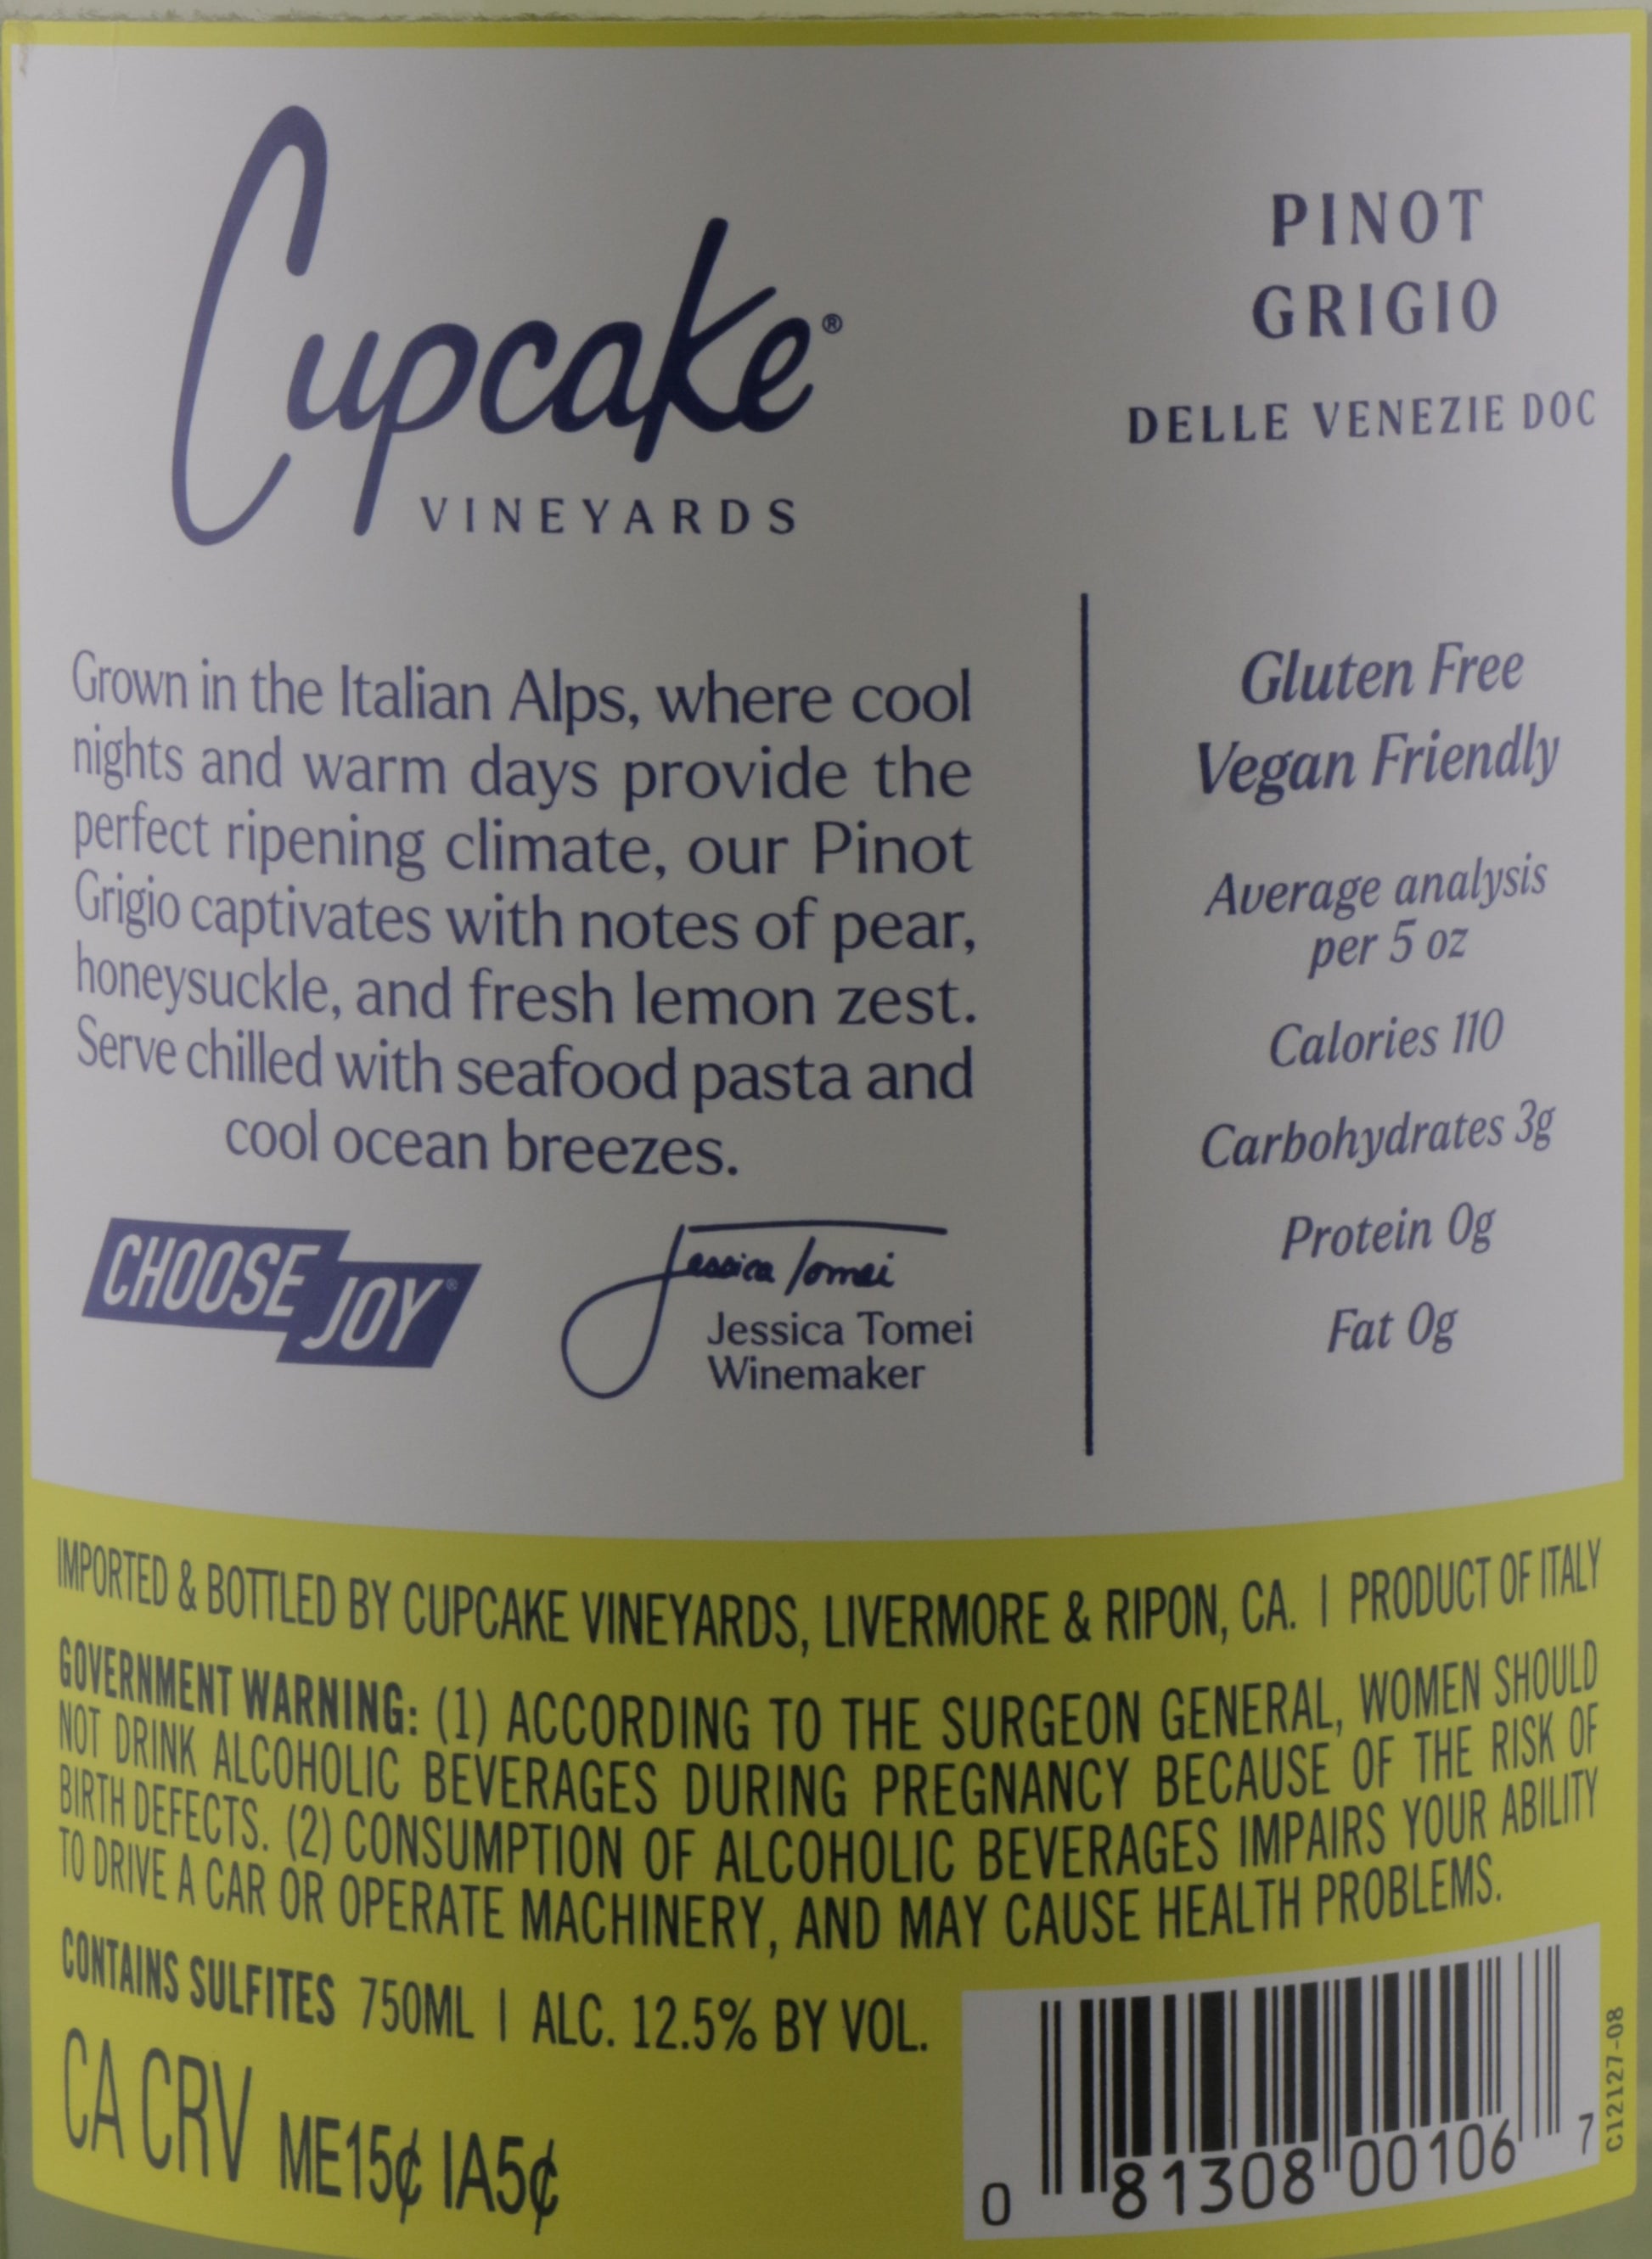 Cupcake®
VINEYARDS
PINOT
GRIGIO
DELLE VENEZIE DOC
Grown in the Italian Alps, where cool
nights and warm days provide the
perfect ripening climate, our Pinot
Grigio captivates with notes of pear,
honeysuckle, and fresh lemon zest.
Serve chilled with seafood pasta and
cool ocean breezes.
CHOOSE
JOY®
Jessica Tomei
Jessica Tomei
Winemaker
Gluten Free
Vegan Friendly
Average analysis
per 5 oz
Calories 110
Carbohydrates 3g
Protein 0g
Fat 0g
IMPORTED & BOTTLED BY CUPCAKE VINEYARDS, LIVERMORE & RIPON, CA. | PRODUCT OF ITALY
GOVERNMENT WARNING: (1) ACCORDING TO THE SURGEON GENERAL, WOMEN SHOULD
NOT DRINK ALCOHOLIC BEVERAGES DURING PREGNANCY BECAUSE OF THE RISK OF
BIRTH DEFECTS. (2) CONSUMPTION OF ALCOHOLIC BEVERAGES IMPAIRS YOUR ABILITY
TO DRIVE A CAR OR OPERATE MACHINERY, AND MAY CAUSE HEALTH PROBLEMS.
CONTAINS SULFITES 750ML | ALC. 12.5% BY VOL.
CA CRV ME15¢ IA5¢
0 81308 00106 7
C12127-08